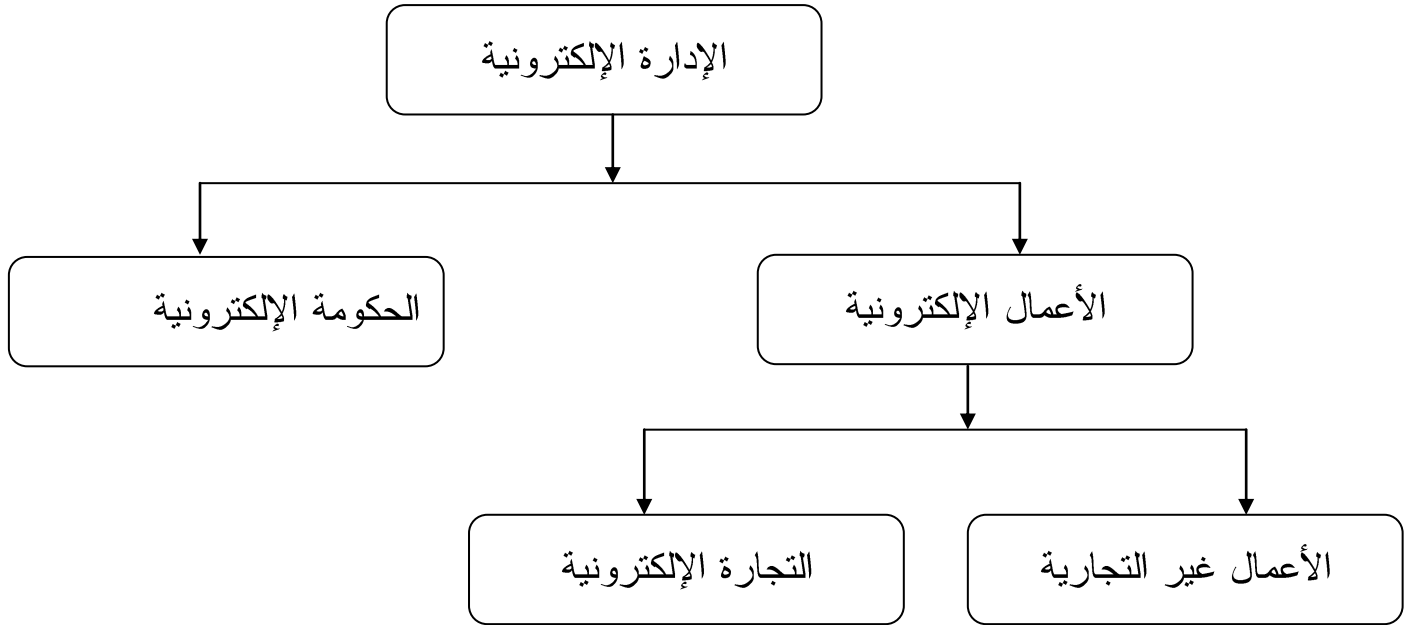 الإدارة الإلكترونية
الأعمال الإلكترونية
الحكومة الإلكترونية
الأعمال غير التجارية
التجارة الإلكترونية